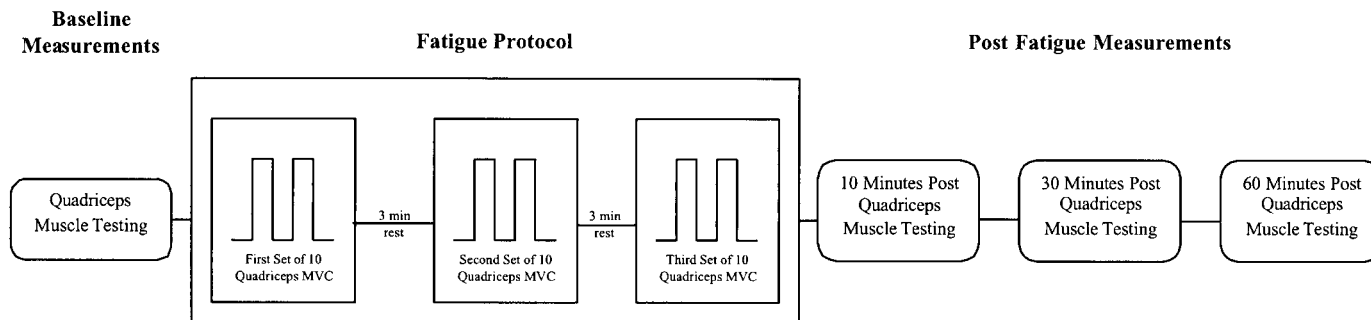 Baseline
Measurements
Fatigue Protocol
Post Fatigue Measurements
Quadriceps
Muscle Testing
First Set of 10
Quadriceps MVC
3 min
rest
Second Set of 10
Quadriceps MVC
3 min
rest
Third Set of 10
Quadriceps MVC
10 Minutes Post
Quadriceps
Muscle Testing
30 Minutes Post
Quadriceps
Muscle Testing
60 Minutes Post
Quadriceps
Muscle Testing